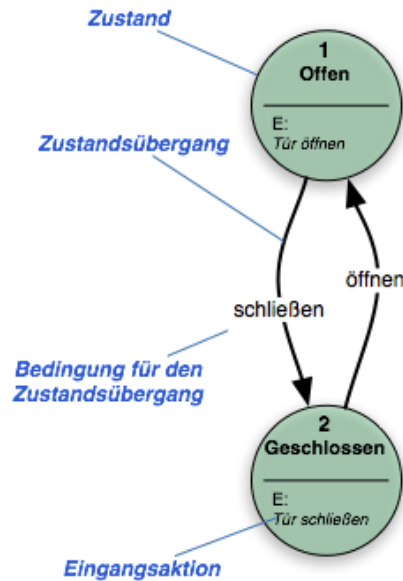 Zustand
1
Offen
E:
Tür öffnen
Zustandsübergang
öffnen
schließen
Bedingung für den
Zustandsübergang
2
Geschlossen
E:
Tür schließen
Eingangsaktion